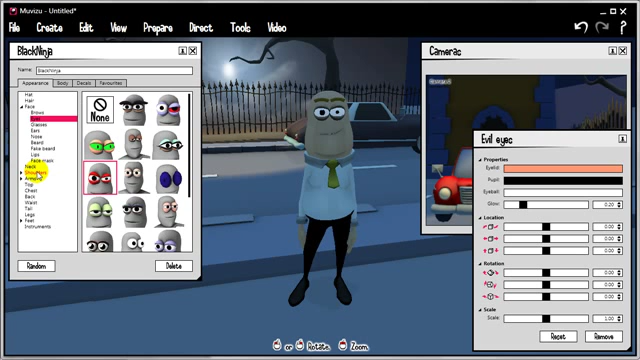 Muvizu - Untitled*
File Create Edit View Prepare Direct Tools Video
BlackNinja
Name: BlackNinja
Appearance Body Decals Favourites
Hat
Hair
Face
Brows
Eyes
Glasses
Ears
Nose
Beard
Fake beard
Lips
Face mask
Neck
Shoulders
Top
Chest
Back
Waist
Tail
Legs
Feet
Instruments
None
Random Delete
Cameras
Evil eyes
Properties
Eyelid:
Pupil:
Eyeball:
Glow: 0.20
Location
0.00
0.00
0.00
Rotation
0.00
0.00
0.00
Scale
Scale: 1.00
Reset Remove
or Rotate. Zoom.